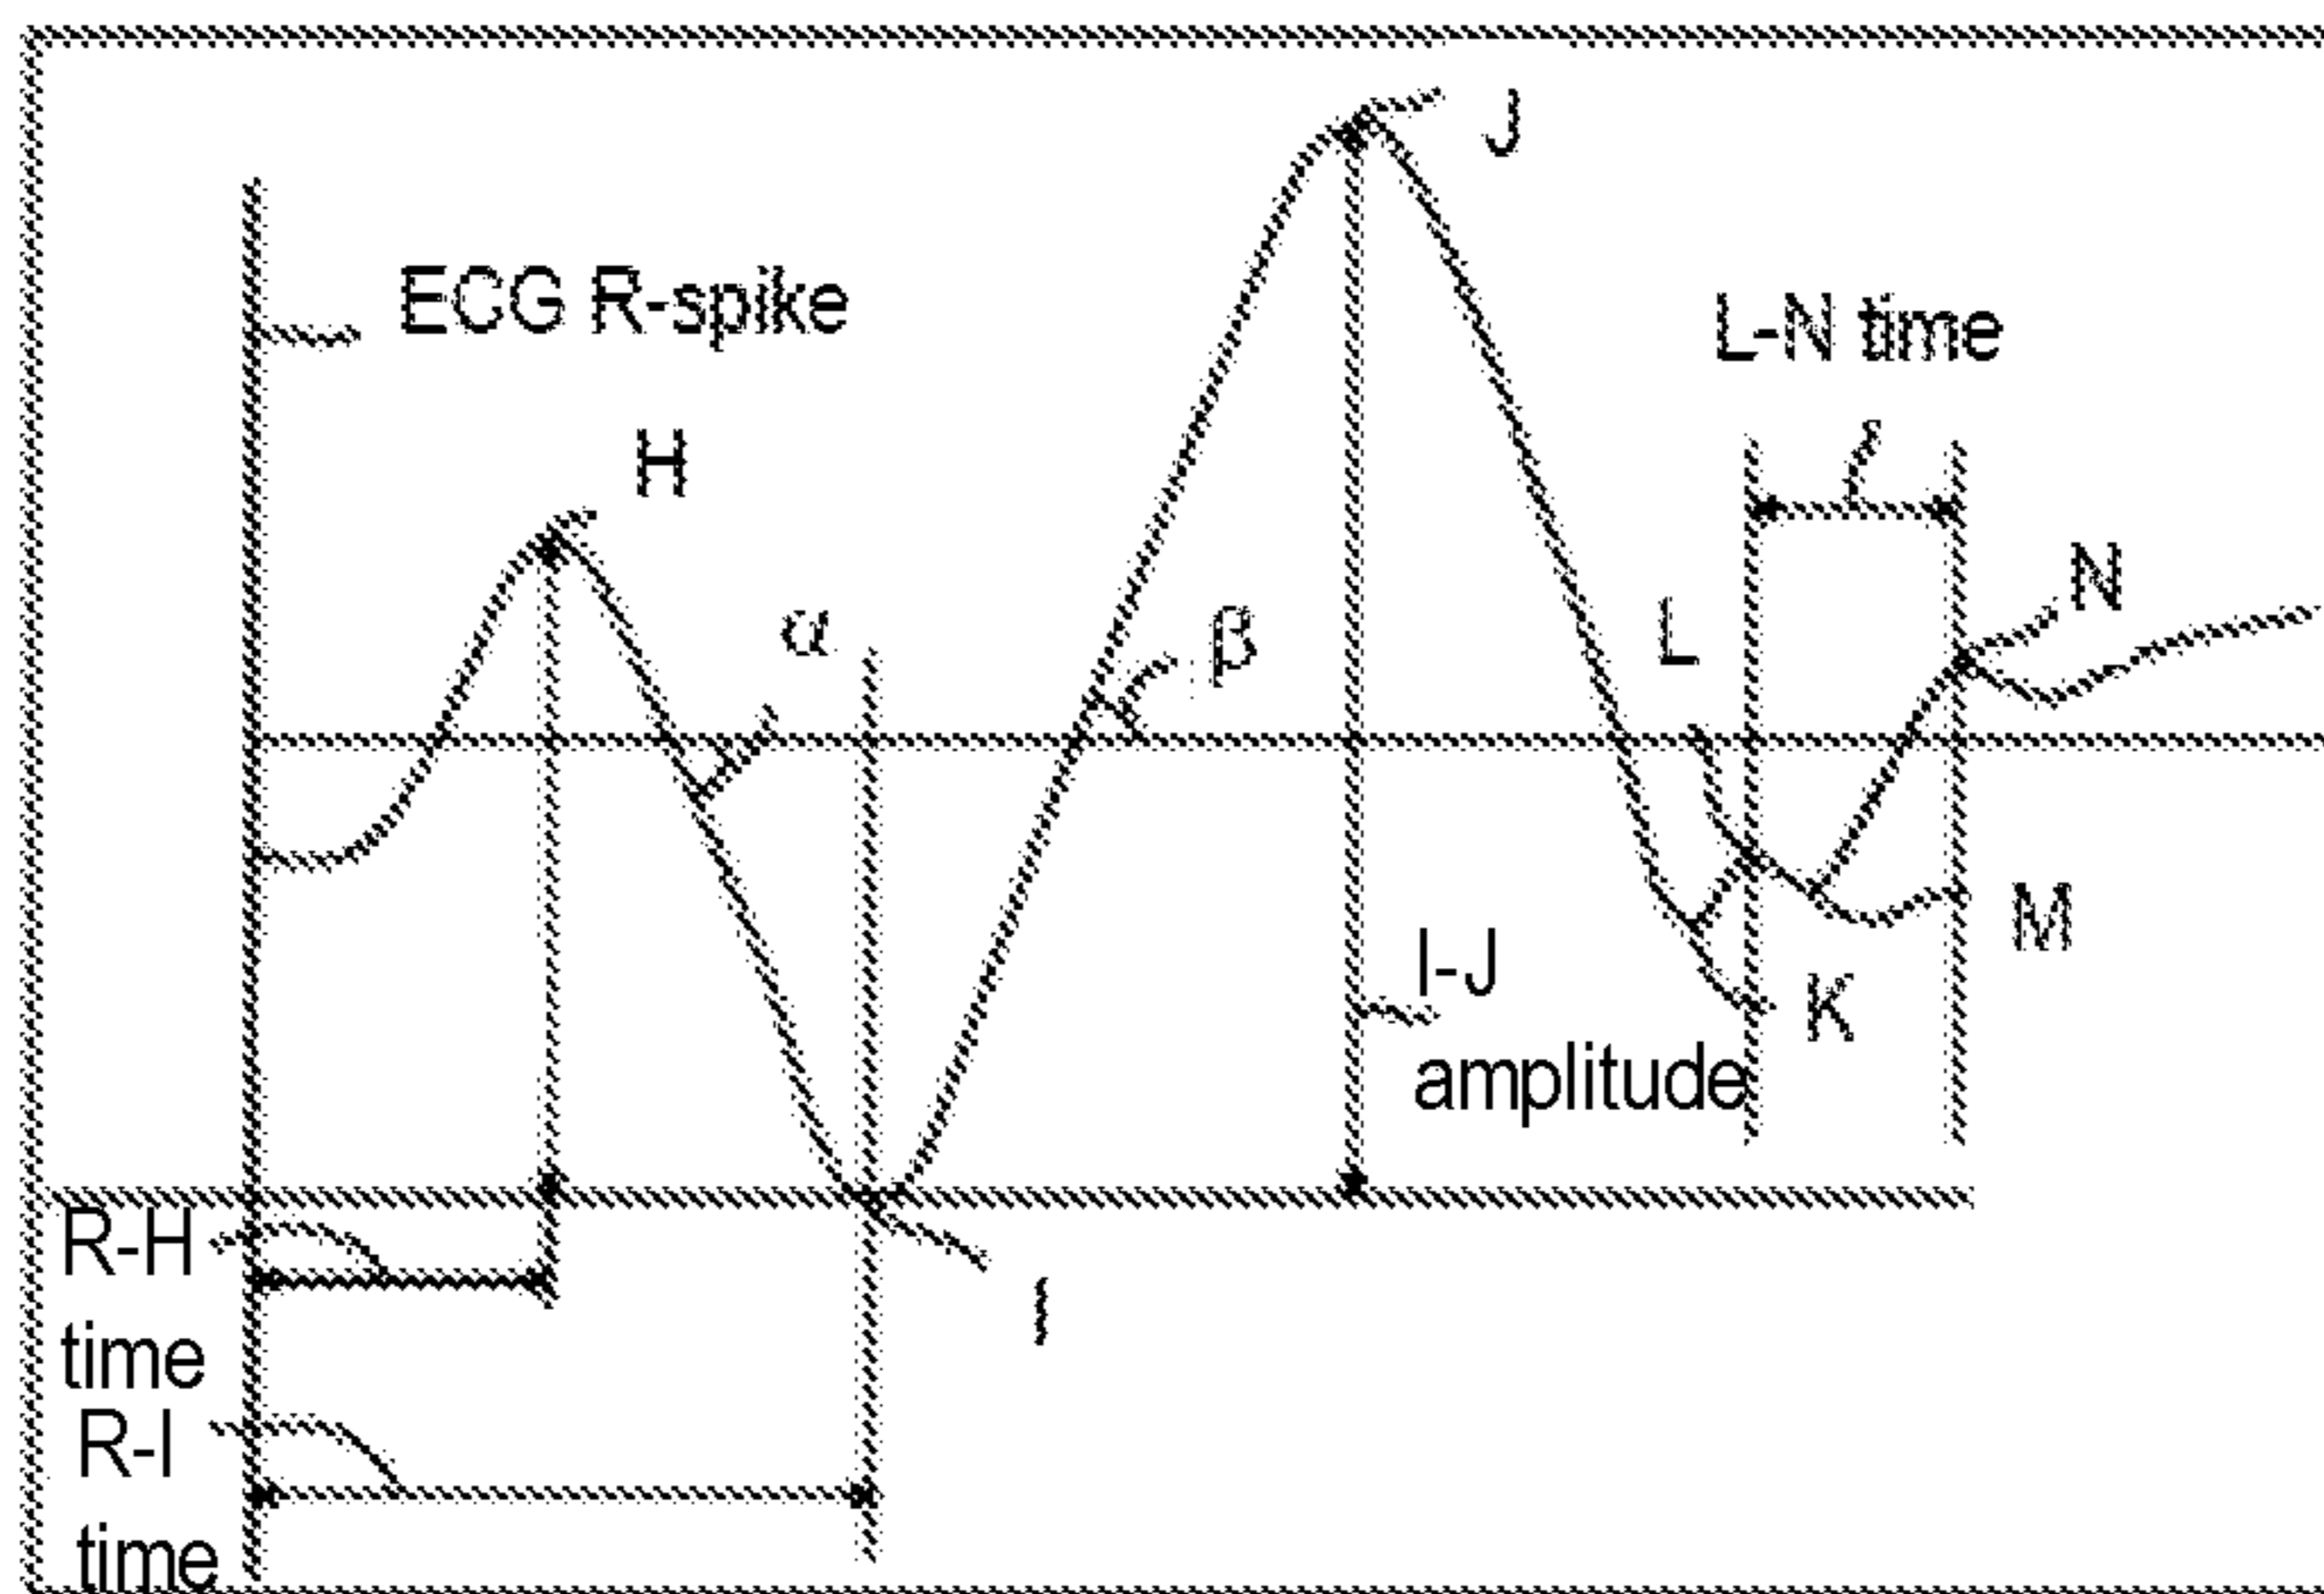 J
ECG R-spike
L-N time
H
N
α
β
L
M
I-J
amplitude
K
R-H
time
I
R-I
time